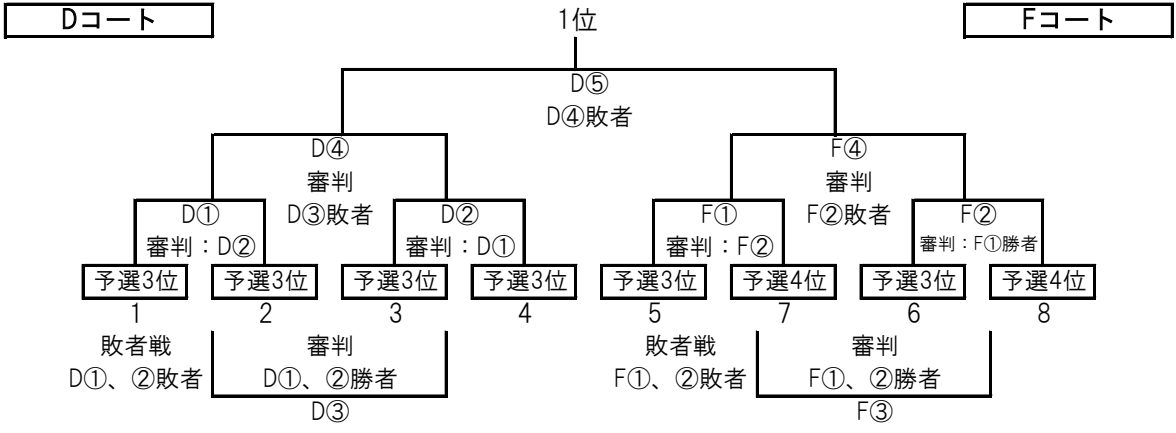 Dコート 1位 Fコート
D⑤
D④敗者
D④ F④
審判 審判
D① D③敗者 D② F① F②敗者 F②
審判：D② 審判：D① 審判：F② 審判：F①勝者
予選3位 予選3位 予選3位 予選3位 予選3位 予選4位 予選3位 予選4位
1 2 3 4 5 7 6 8
敗者戦 審判 敗者戦 審判
D①、②敗者 D①、②勝者 F①、②敗者 F①、②勝者
D③ F③